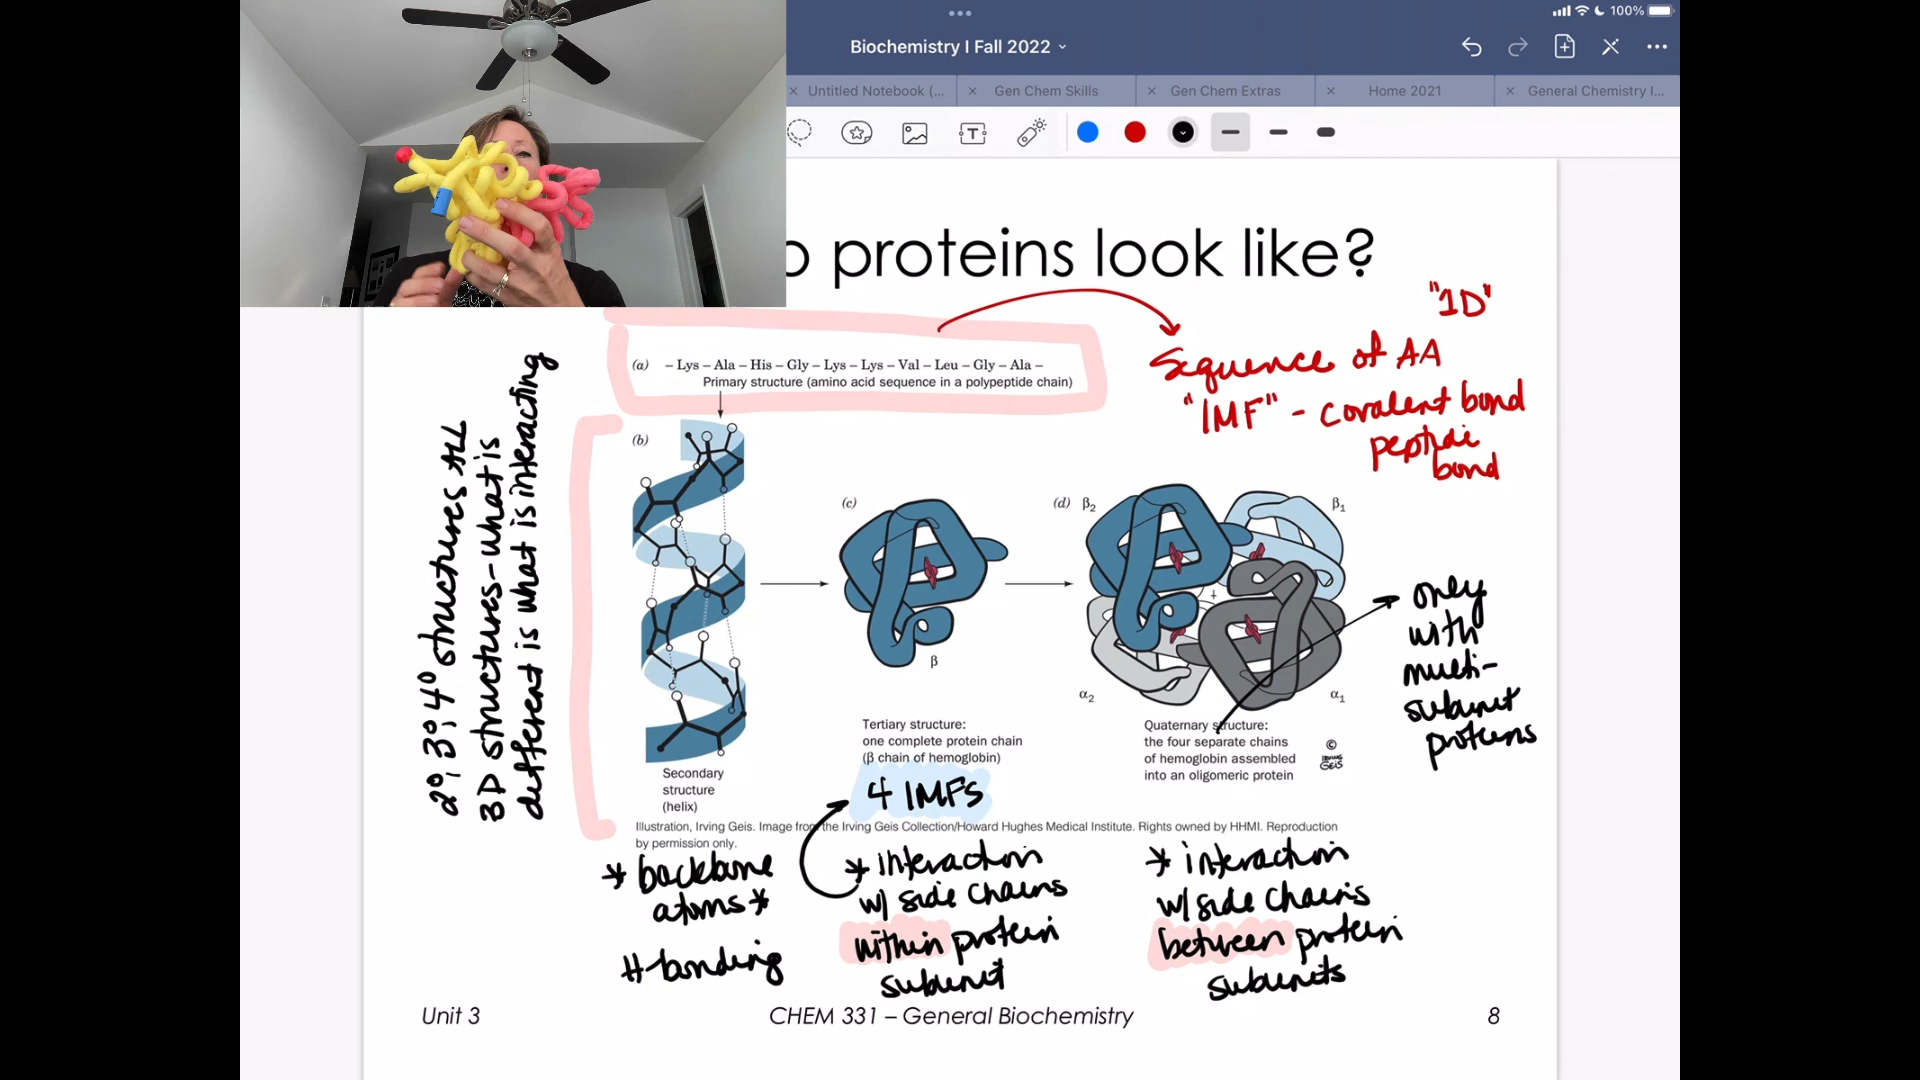 100%
Biochemistry I Fall 2022
Untitled Notebook (...
Gen Chem Skills
Gen Chem Extras
Home 2021
General Chemistry I...
T
o proteins look like?
"1D"
(a) – Lys – Ala – His – Gly – Lys – Lys – Val – Leu – Gly – Ala –
Primary structure (amino acid sequence in a polypeptide chain)
Sequence of AA
"IMF" - covalent bond
peptide
bond
2°, 3°, 4° structures ALL
3D structures - what is
different is what is interacting
(b)
(c)
β
(d) β2
β1
α2
α1
only
with
multi-
subunit
proteins
Secondary
structure
(helix)
Tertiary structure:
one complete protein chain
(β chain of hemoglobin)
Quaternary structure:
the four separate chains
of hemoglobin assembled
into an oligomeric protein
©
IRVING
GEIS
4 IMFs
Illustration, Irving Geis. Image from the Irving Geis Collection/Howard Hughes Medical Institute. Rights owned by HHMI. Reproduction
by permission only.
* backbone
atoms *
H-bonding
* interaction
w/ side chains
within protein
subunit
* interaction
w/ side chains
between protein
subunits
Unit 3
CHEM 331 – General Biochemistry
8